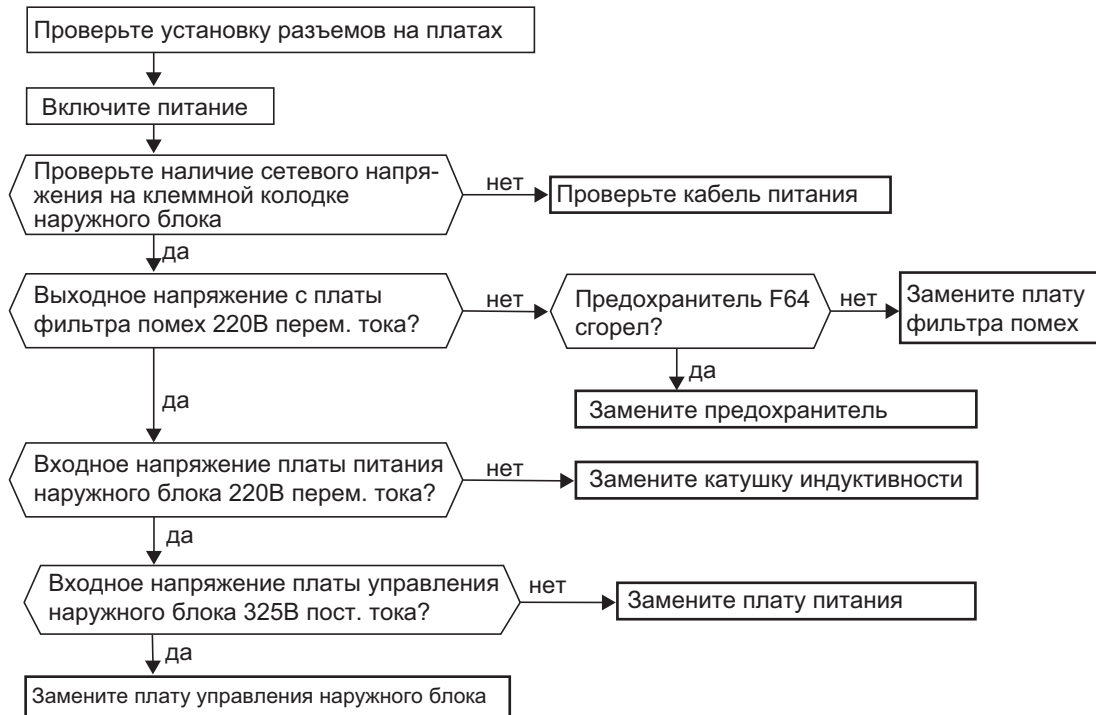 Проверьте установку разъемов на платах
Включите питание
Проверьте наличие сетевого напря-
жения на клеммной колодке
наружного блока
нет
Проверьте кабель питания
да
Выходное напряжение с платы
фильтра помех 220В перем. тока?
нет
Предохранитель F64
сгорел?
нет
Замените плату
фильтра помех
да
Замените предохранитель
да
Входное напряжение платы питания
наружного блока 220В перем. тока?
нет
Замените катушку индуктивности
да
Входное напряжение платы управления
наружного блока 325В пост. тока?
нет
Замените плату питания
да
Замените плату управления наружного блока